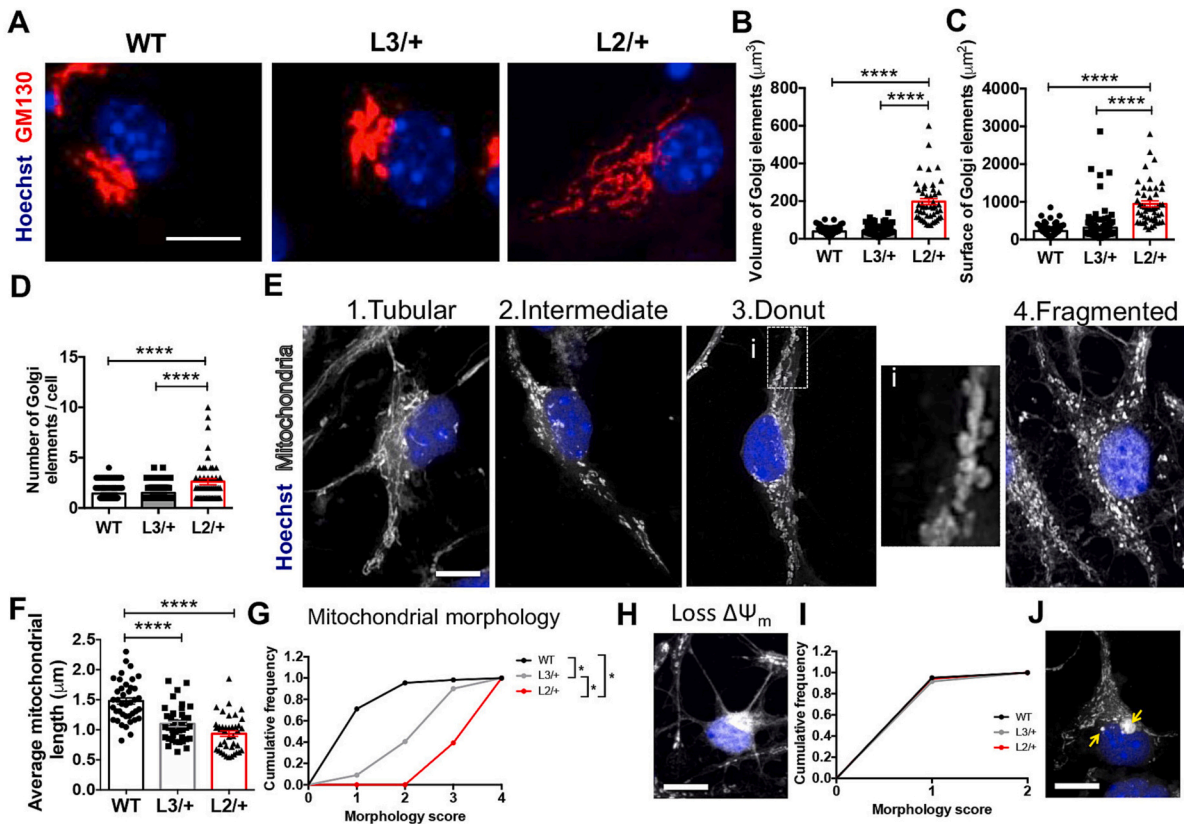 A
WT
L3/+
L2/+
Hoechst GM130
B
Volume of Golgi elements (μm³)
800
600
400
200
0
WT
L3/+
L2/+
****
****
C
Surface of Golgi elements (μm²)
4000
3000
2000
1000
0
WT
L3/+
L2/+
****
****
D
Number of Golgi
elements / cell
15
10
5
0
WT
L3/+
L2/+
****
****
E
1.Tubular
2.Intermediate
3.Donut
4.Fragmented
Hoechst Mitochondria
i
i
F
Average mitochondrial
length (μm)
2.5
2.0
1.5
1.0
0.5
0.0
WT
L3/+
L2/+
****
****
G
Mitochondrial morphology
Cumulative frequency
1.2
1.0
0.8
0.6
0.4
0.2
0.0
0 1 2 3 4
Morphology score
WT
L3/+
L2/+
*
*
*
H
Loss ΔΨm
I
Cumulative frequency
1.2
1.0
0.8
0.6
0.4
0.2
0.0
0 1 2
Morphology score
WT
L3/+
L2/+
J